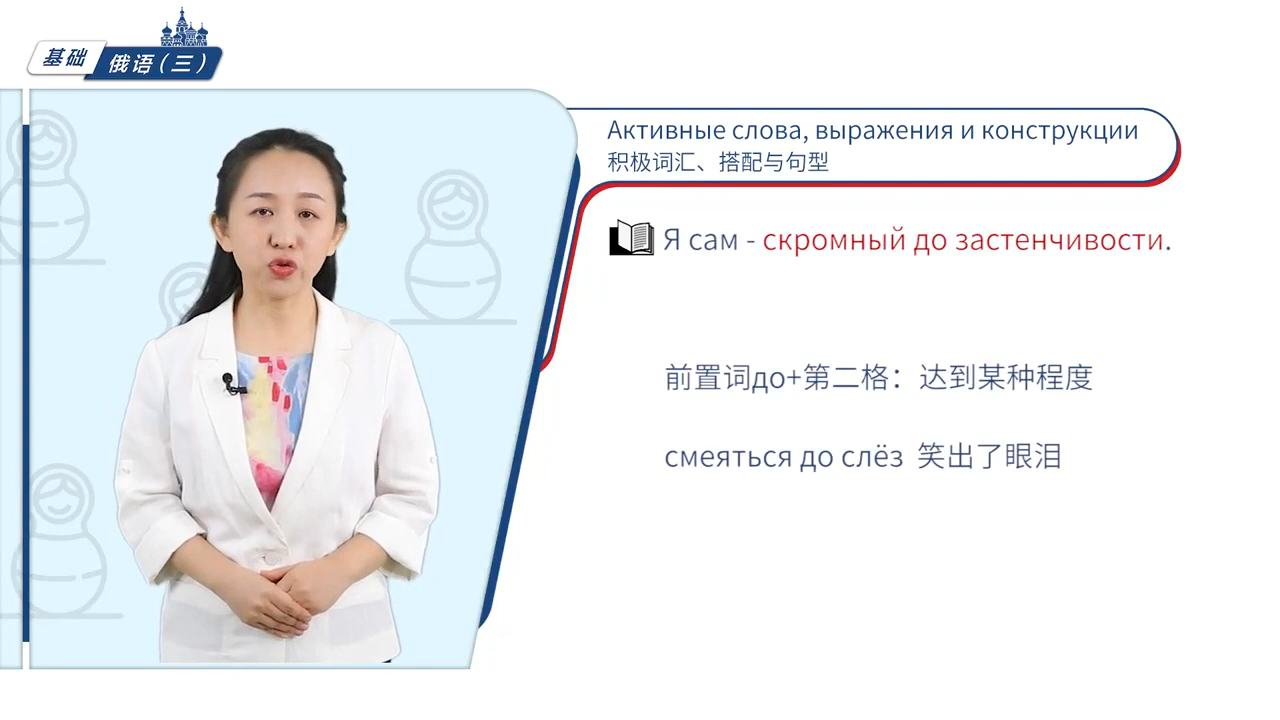 基础 俄语（三）
Активные слова, выражения и конструкции
积极词汇、搭配与句型
Я сам - скромный до застенчивости.
前置词до+第二格：达到某种程度
смеяться до слёз 笑出了眼泪